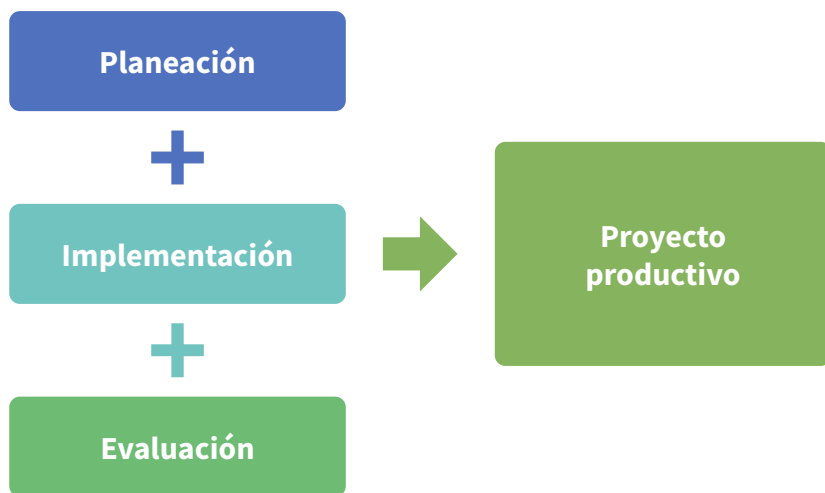 Planeación
Implementación
Evaluación
Proyecto
productivo